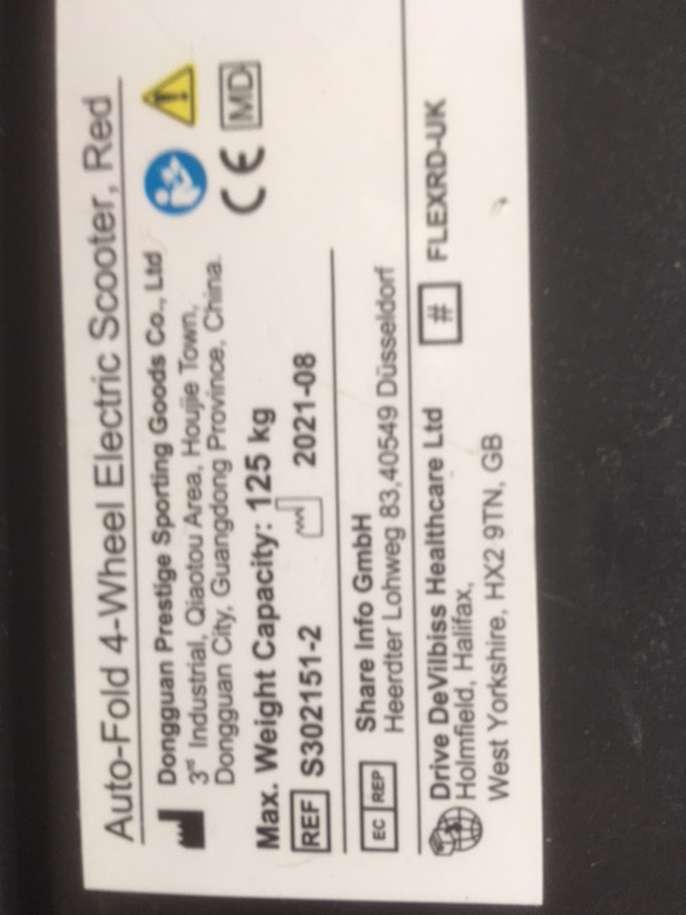 Auto-Fold 4-Wheel Electric Scooter, Red
Dongguan Prestige Sporting Goods Co., Ltd
3rd Industrial, Qiaotou Area, Houjie Town,
Dongguan City, Guangdong Province, China.
CE MD
Max. Weight Capacity: 125 kg
REF S302151-2 2021-08
EC REP Share Info GmbH
Heerdter Lohweg 83,40549 Düsseldorf
Drive DeVilbiss Healthcare Ltd # FLEXRD-UK
Holmfield, Halifax,
West Yorkshire, HX2 9TN, GB